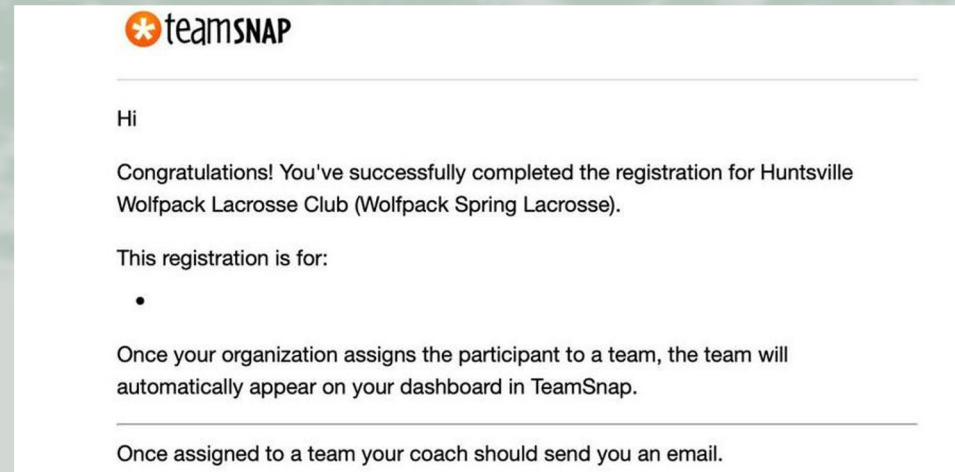 teamSNAP
Hi
Congratulations! You've successfully completed the registration for Huntsville
Wolfpack Lacrosse Club (Wolfpack Spring Lacrosse).
This registration is for:
•
Once your organization assigns the participant to a team, the team will
automatically appear on your dashboard in TeamSnap.
Once assigned to a team your coach should send you an email.